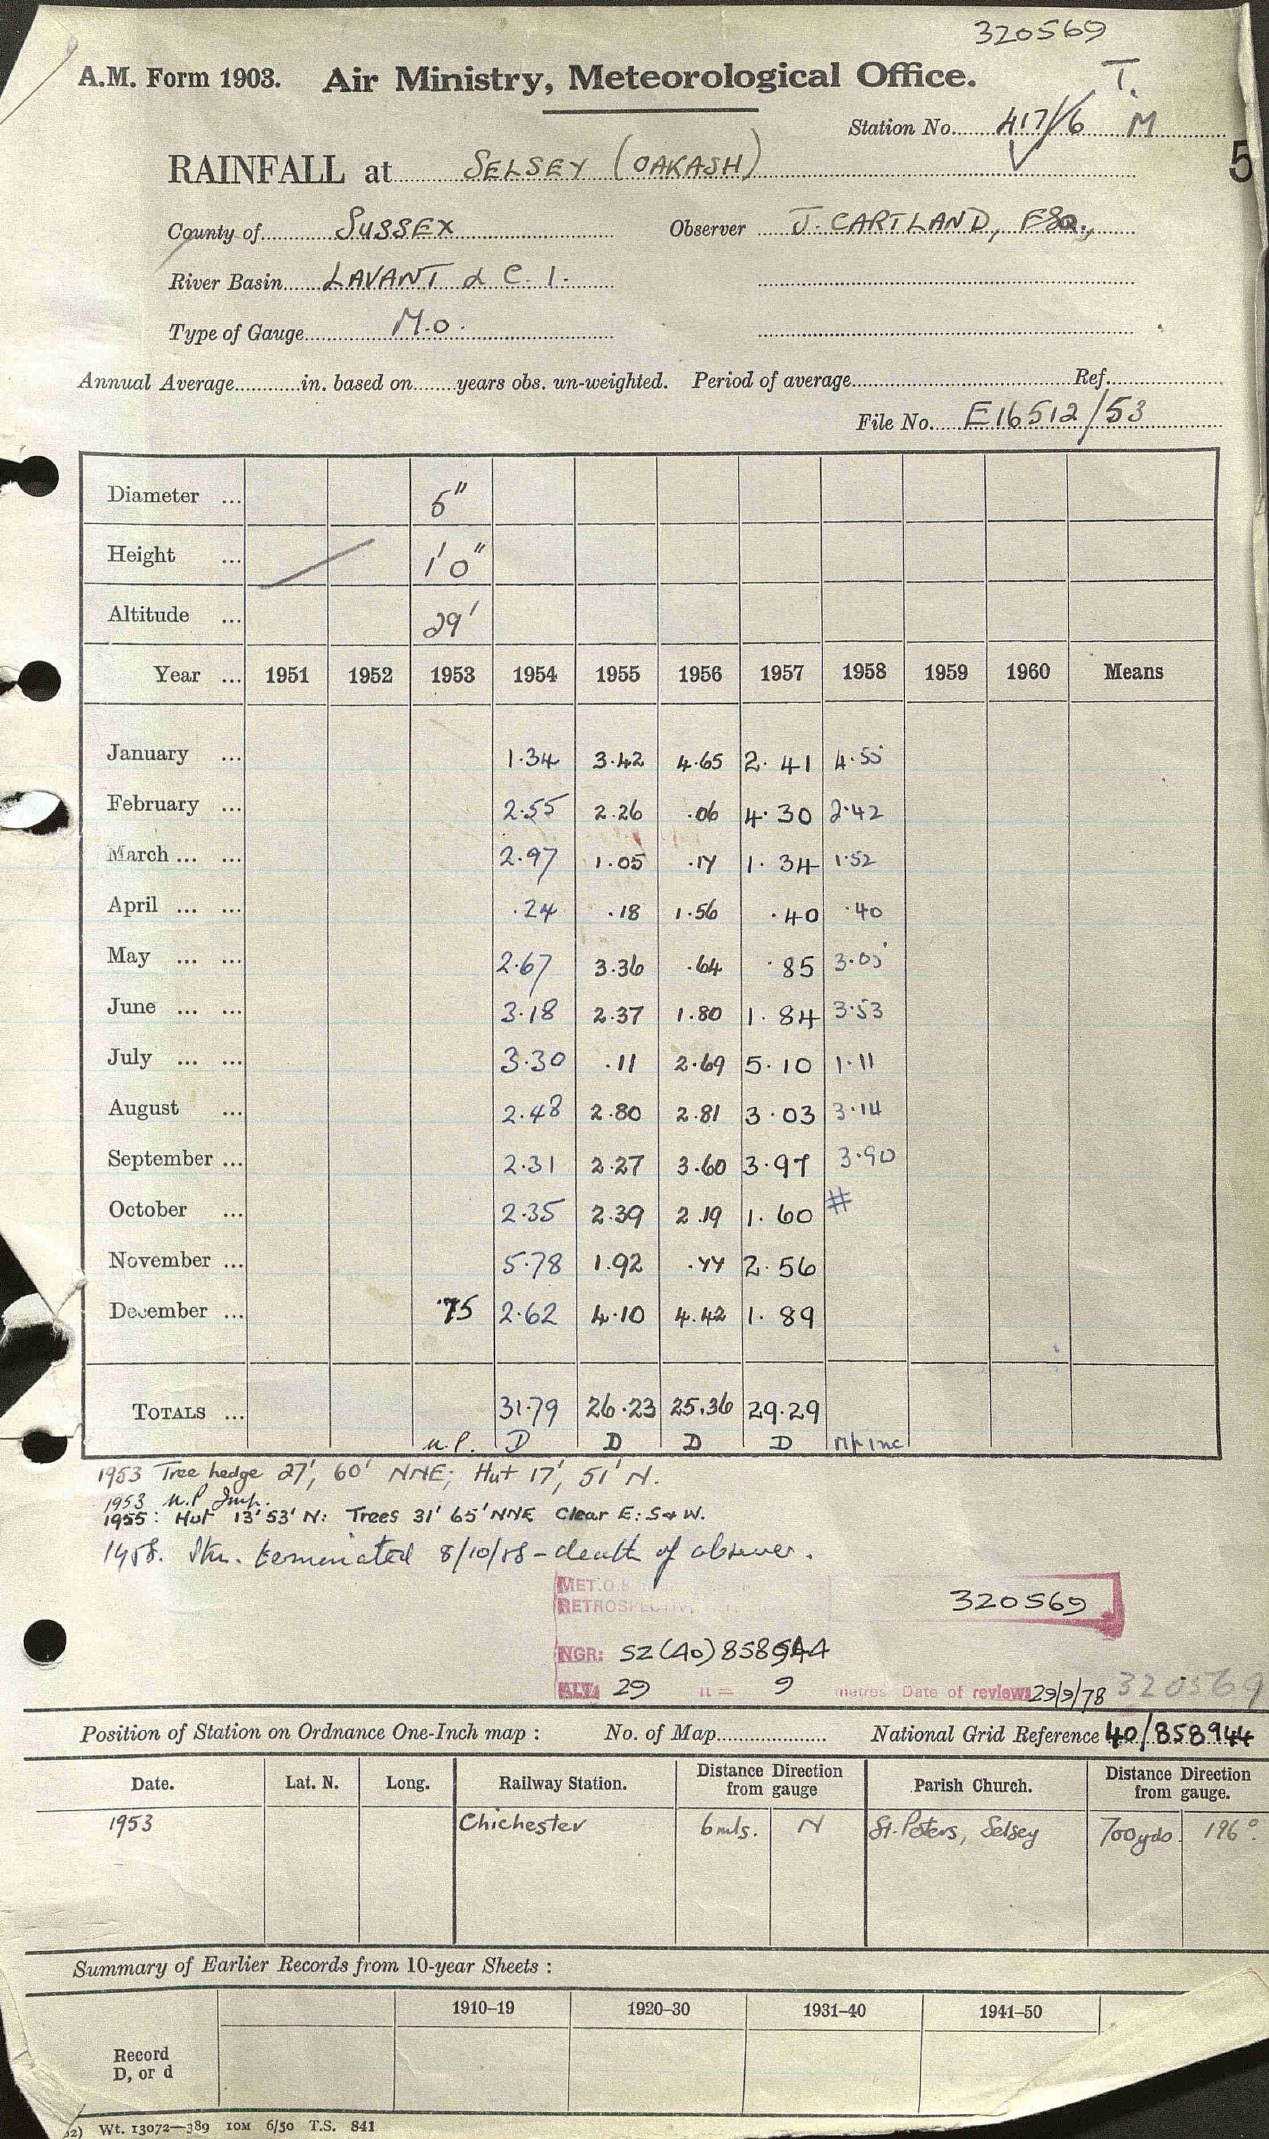 320569
A.M. Form 1903. Air Ministry, Meteorological Office. T.
Station No. 417/6 M
RAINFALL at SELSEY (OAKASH) 5
County of SUSSEX Observer J. CARTLAND, ESQ.,
River Basin LAVANT & C. 1.
Type of Gauge M.O.
Annual Average in. based on years obs. un-weighted. Period of average Ref.
File No. E16512/53
Diameter ... 5"
Height ... 1' 0"
Altitude ... 29'
Year ... 1951 1952 1953 1954 1955 1956 1957 1958 1959 1960 Means
January ... 1.34 3.42 4.65 2.41 4.55
February ... 2.55 2.26 .06 4.30 2.42
March ... ... 2.97 1.05 .17 1.34 1.52
April ... ... .24 .18 1.56 .40 .40
May ... ... 2.67 3.36 .64 .85 3.05
June ... ... 3.18 2.37 1.80 1.84 3.53
July ... ... 3.30 .11 2.69 5.10 1.11
August ... 2.48 2.80 2.81 3.03 3.14
September ... 2.31 2.27 3.60 3.97 3.90
October ... 2.35 2.39 2.19 1.60 #
November ... 5.78 1.92 .77 2.56
December ... .75 2.62 4.10 4.42 1.89
TOTALS ... 31.79 26.23 25.36 29.29
n.P. D D D D np inc
1953 Tree hedge 27', 60' NNE; Hut 17', 51' N.
1953 n.P Imp.
1955: Hut 13' 53' N: Trees 31' 65' NNE Clear E: S & W.
1958. Stn. terminated 8/10/58 - death of observer.
MET.O.8
RETROSPECTIVE 320569
NGR: SZ (40) 858944
ALT. 29 ft = 9 metres Date of review 29/9/78 320569
Position of Station on Ordnance One-Inch map : No. of Map National Grid Reference 40/858944
Date. Lat. N. Long. Railway Station. Distance from gauge Direction Parish Church. Distance from gauge. Direction
1953 Chichester 6 mls. N St. Peters, Selsey 700 yds. 196°.
Summary of Earlier Records from 10-year Sheets :
1910–19 1920–30 1931–40 1941–50
Record
D, or d
Wt. 13072—389 10M 6/50 T.S. 841